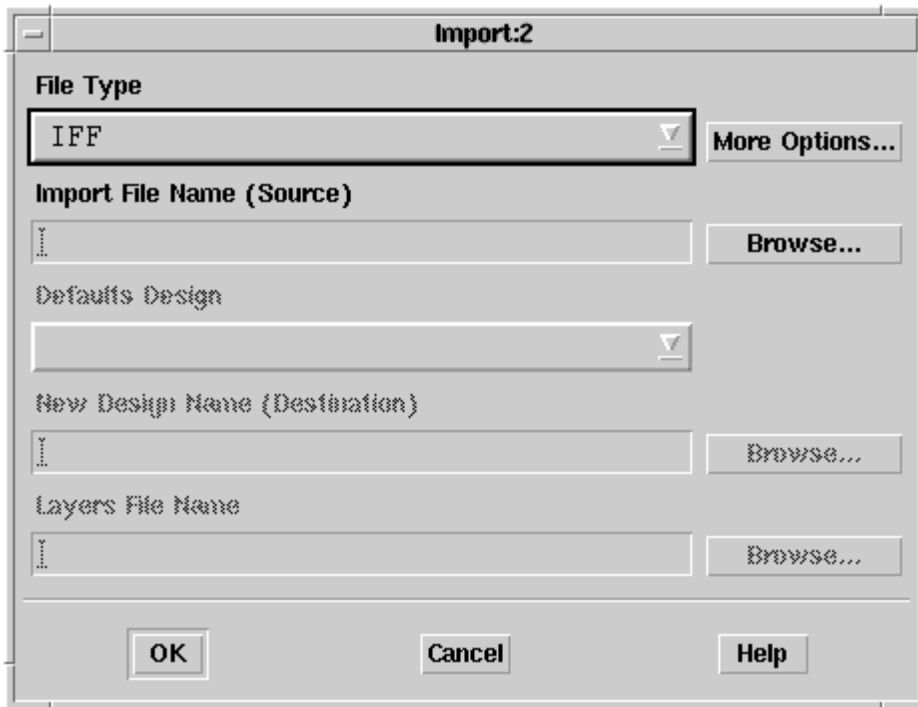 Import:2
File Type
IFF
More Options...
Import File Name (Source)
Browse...
Defaults Design
New Design Name (Destination)
Browse...
Layers File Name
Browse...
OK Cancel Help